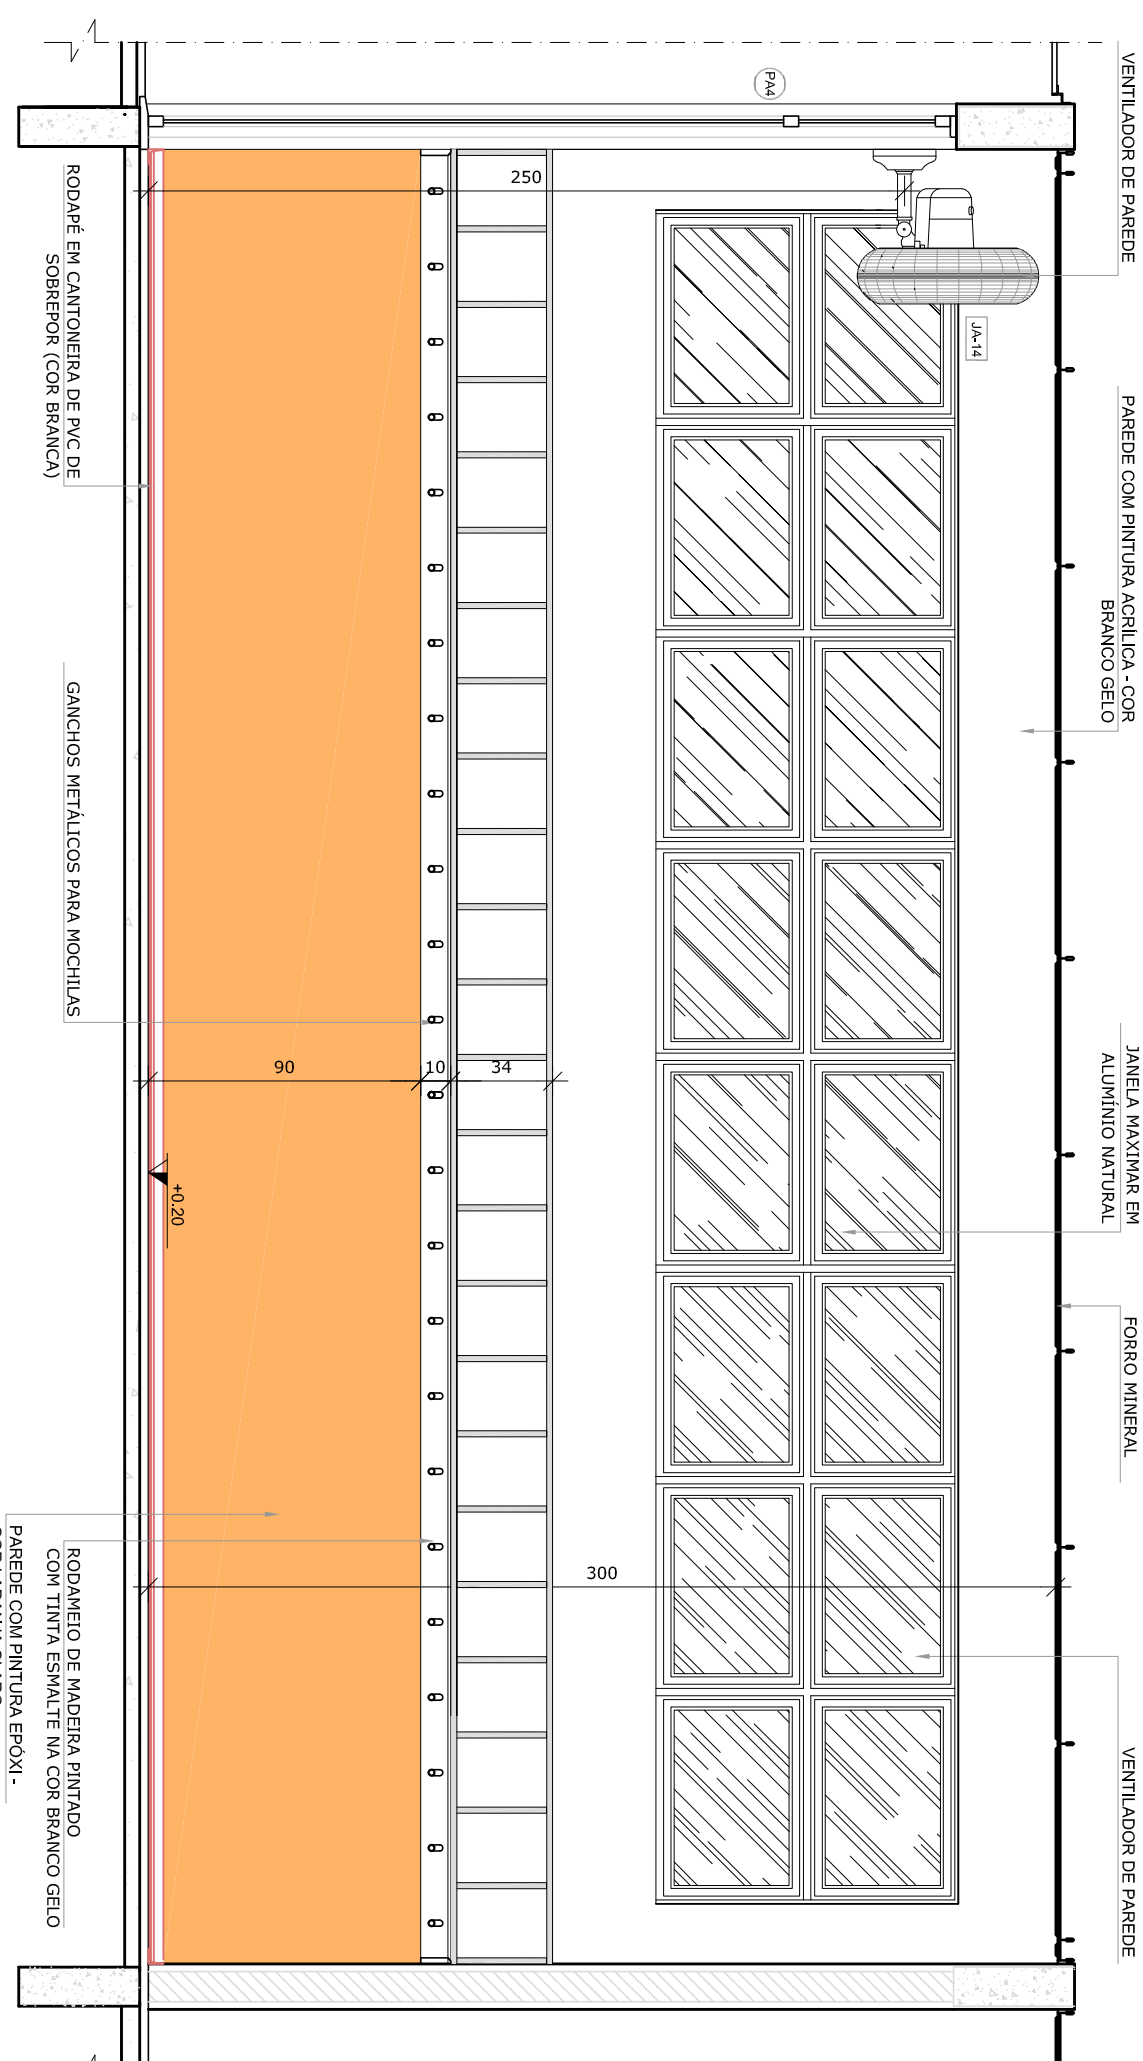 VENTILADOR DE PAREDE
PAREDE COM PINTURA ACRÍLICA - COR
BRANCO GELO
JANELA MAXIMAR EM
ALUMÍNIO NATURAL
FORRO MINERAL
VENTILADOR DE PAREDE
PA4
JA-14
250
90
10
34
300
+0.20
RODAPÉ EM CANTONEIRA DE PVC DE
SOBREPOR (COR BRANCA)
GANCHOS METÁLICOS PARA MOCHILAS
RODAMEIO DE MADEIRA PINTADO
COM TINTA ESMALTE NA COR BRANCO GELO
PAREDE COM PINTURA EPÓXI -